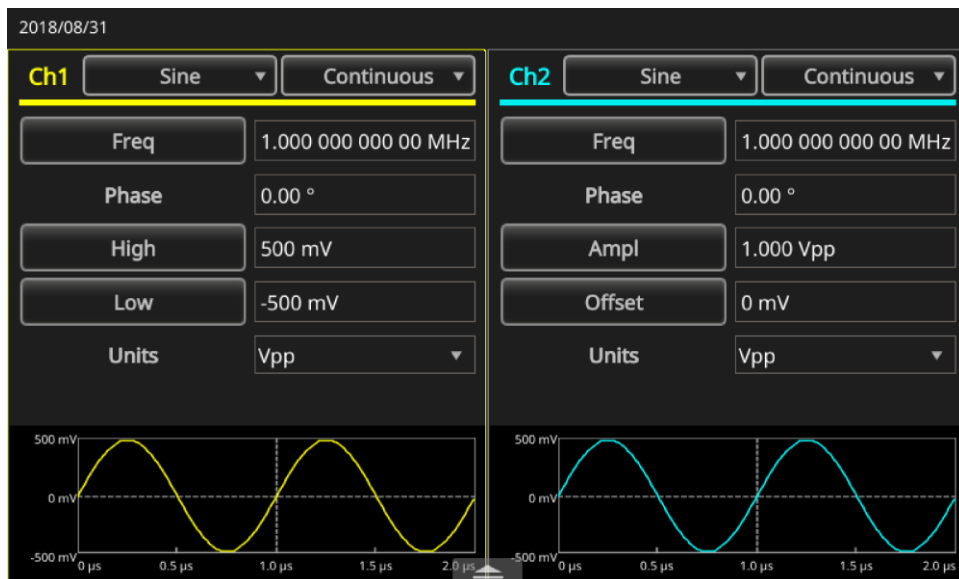 2018/08/31
Ch1 Sine Continuous
Freq 1.000 000 000 00 MHz
Phase 0.00 °
High 500 mV
Low -500 mV
Units Vpp
500 mV
0 mV
-500 mV
0 µs 0.5 µs 1.0 µs 1.5 µs 2.0 µs
Ch2 Sine Continuous
Freq 1.000 000 000 00 MHz
Phase 0.00 °
Ampl 1.000 Vpp
Offset 0 mV
Units Vpp
500 mV
0 mV
-500 mV
0 µs 0.5 µs 1.0 µs 1.5 µs 2.0 µs